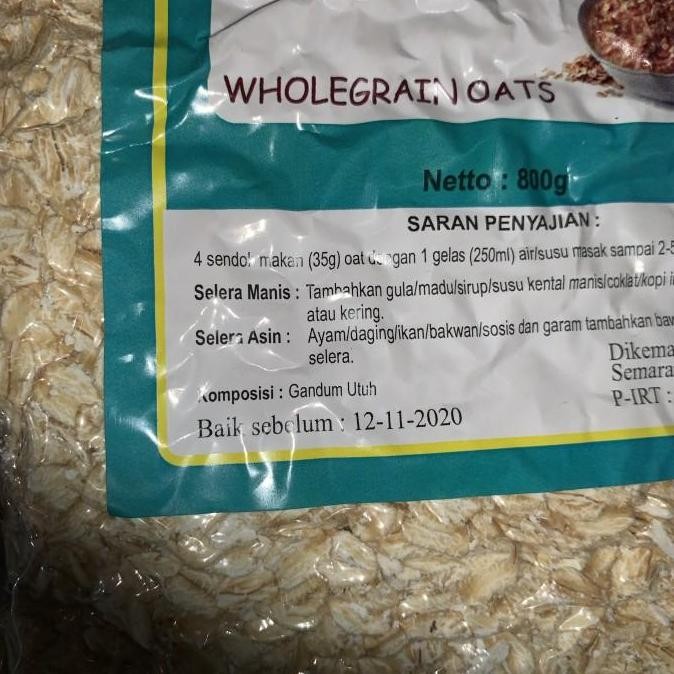 WHOLEGRAIN OATS
Netto : 800g
SARAN PENYAJIAN :
4 sendok makan (35g) oat dengan 1 gelas (250ml) air/susu masak sampai 2-5
Selera Manis : Tambahkan gula/madu/sirup/susu kental manis/coklat/kopi
atau kering.
Selera Asin : Ayam/daging/ikan/bakwan/sosis dan garam tambahkan
selera.
Dikema
Semara
Komposisi : Gandum Utuh
P-IRT :
Baik sebelum : 12-11-2020